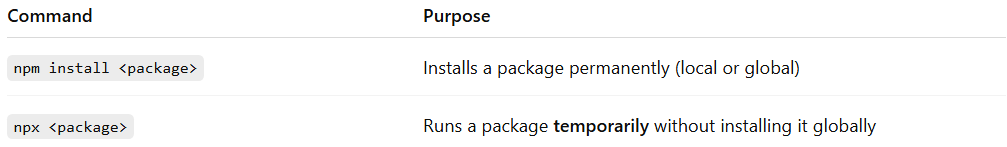 Command Purpose
npm install <package> Installs a package permanently (local or global)
npx <package> Runs a package temporarily without installing it globally